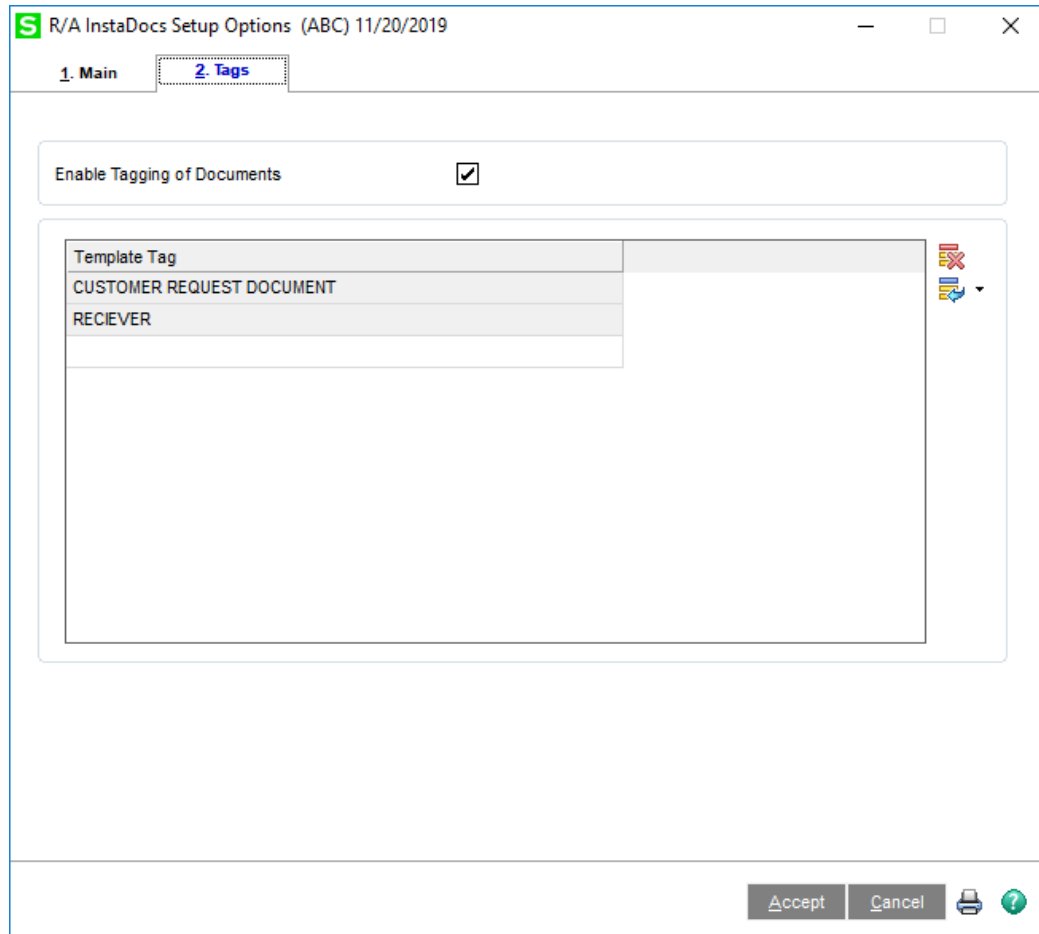 S R/A InstaDocs Setup Options (ABC) 11/20/2019
1. Main 2. Tags
Enable Tagging of Documents
Template Tag
CUSTOMER REQUEST DOCUMENT
RECIEVER
Accept Cancel ?